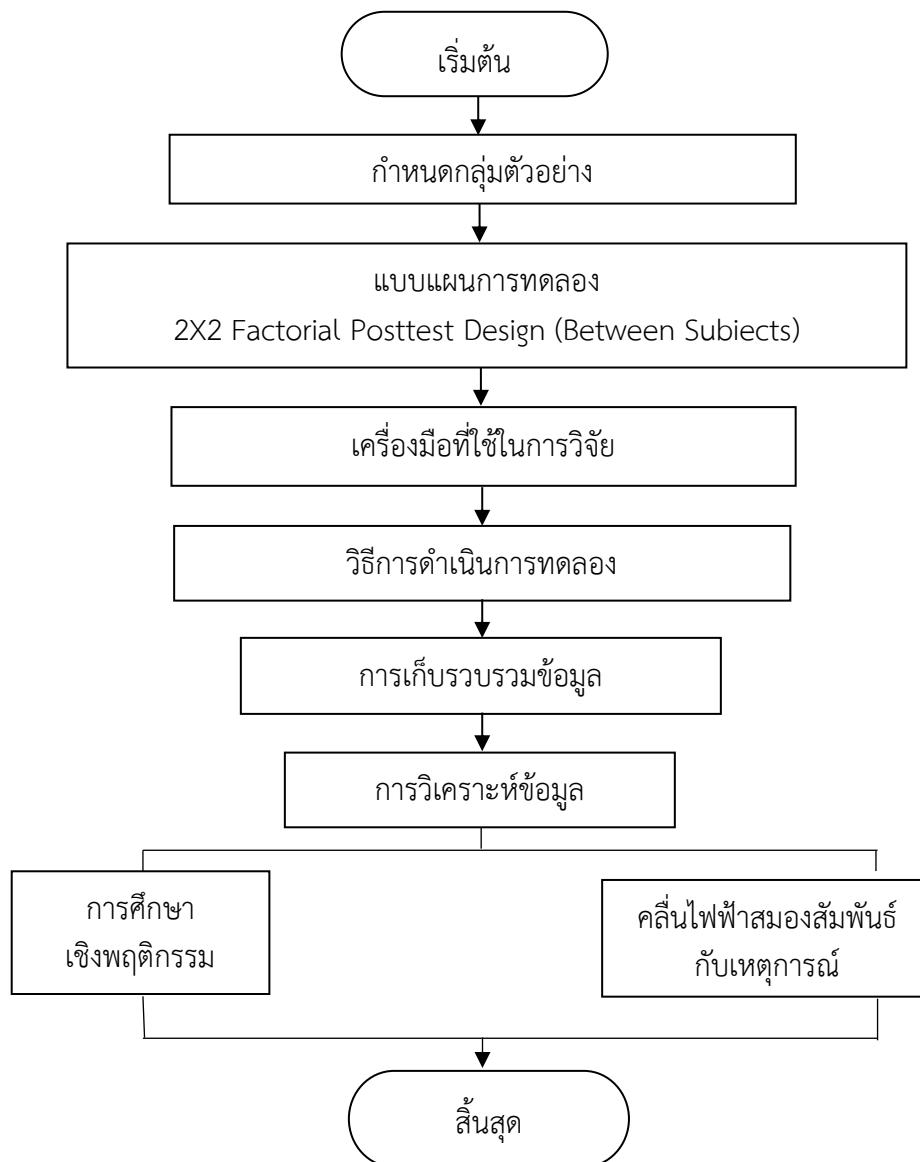 เริ่มต้น
กำหนดกลุ่มตัวอย่าง
แบบแผนการทดลอง
2X2 Factorial Posttest Design (Between Subiects)
เครื่องมือที่ใช้ในการวิจัย
วิธีการดำเนินการทดลอง
การเก็บรวบรวมข้อมูล
การวิเคราะห์ข้อมูล
การศึกษา
เชิงพฤติกรรม
คลื่นไฟฟ้าสมองสัมพันธ์
กับเหตุการณ์
สิ้นสุด